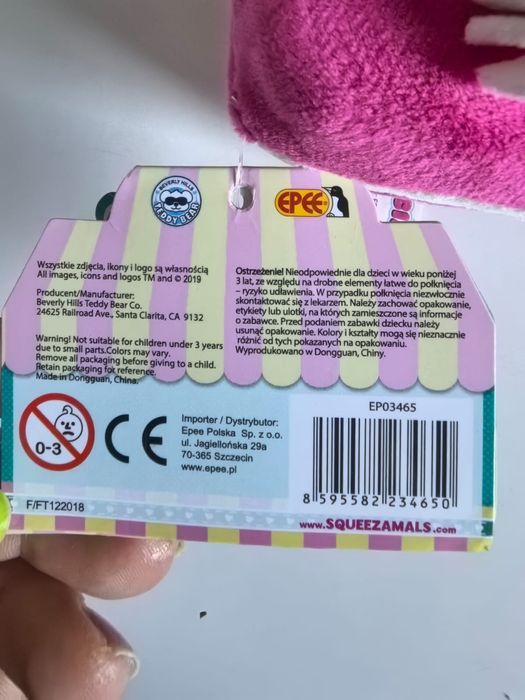 BEVERLY HILLS
TEDDY BEAR
EPEE
Wszystkie zdjęcia, ikony i logo są własnością
All images, icons and logos TM and © 2019
Producent/Manufacturer:
Beverly Hills Teddy Bear Co.
24625 Railroad Ave., Santa Clarita, CA 9132
Warning! Not suitable for children under 3 years
due to small parts.Colors may vary.
Remove all packaging before giving to a child.
Retain packaging for reference.
Made in Dongguan, China.
Ostrzeżenie! Nieodpowiednie dla dzieci w wieku poniżej
3 lat, ze względu na drobne elementy łatwe do połknięcia
– ryzyko udławienia. W przypadku połknięcia niezwłocznie
skontaktować się z lekarzem. Należy zachować opakowanie,
etykiety lub ulotki, na których zamieszczone są informacje
o zabawce. Przed podaniem zabawki dziecku należy
usunąć opakowanie. Kolory i kształty mogą się nieznacznie
różnić od tych pokazanych na opakowaniu.
Wyprodukowano w Dongguan, Chiny.
0-3
CE
Importer / Dystrybutor:
Epee Polska Sp. z o.o.
ul. Jagiellońska 29a
70-365 Szczecin
www.epee.pl
EP03465
8 595582 234650
F/FT122018
www.SQUEEZAMALS.com